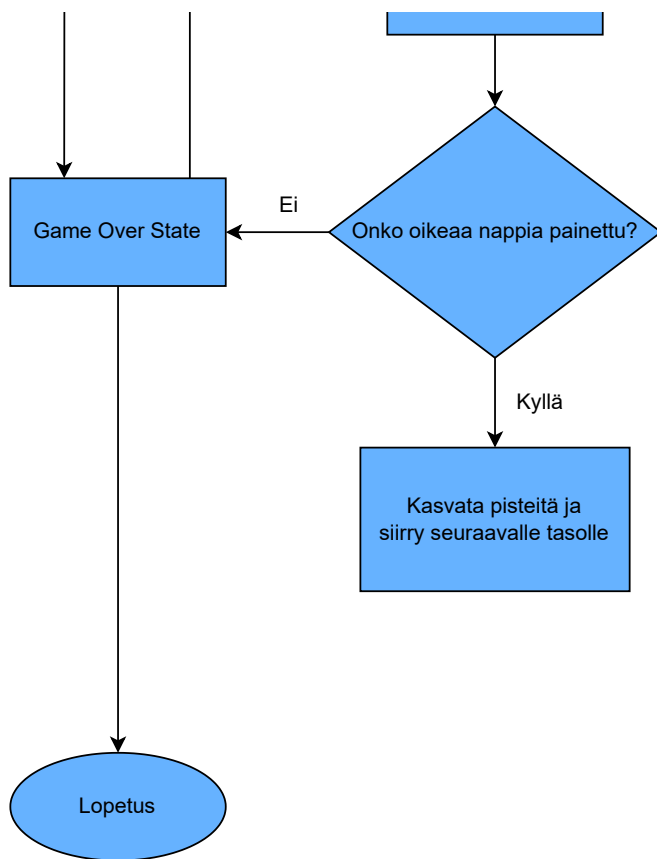 Ei
Game Over State
Onko oikeaa nappia painettu?
Kyllä
Kasvata pisteitä ja
siirry seuraavalle tasolle
Lopetus